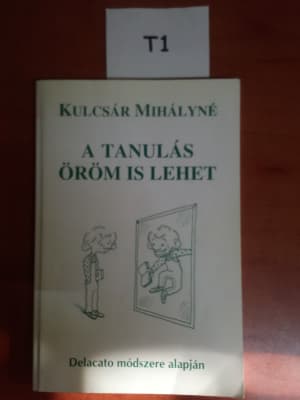 T1
KULCSÁR MIHÁLYNÉ
A TANULÁS
ÖRÖM IS LEHET
Delacato módszere alapján